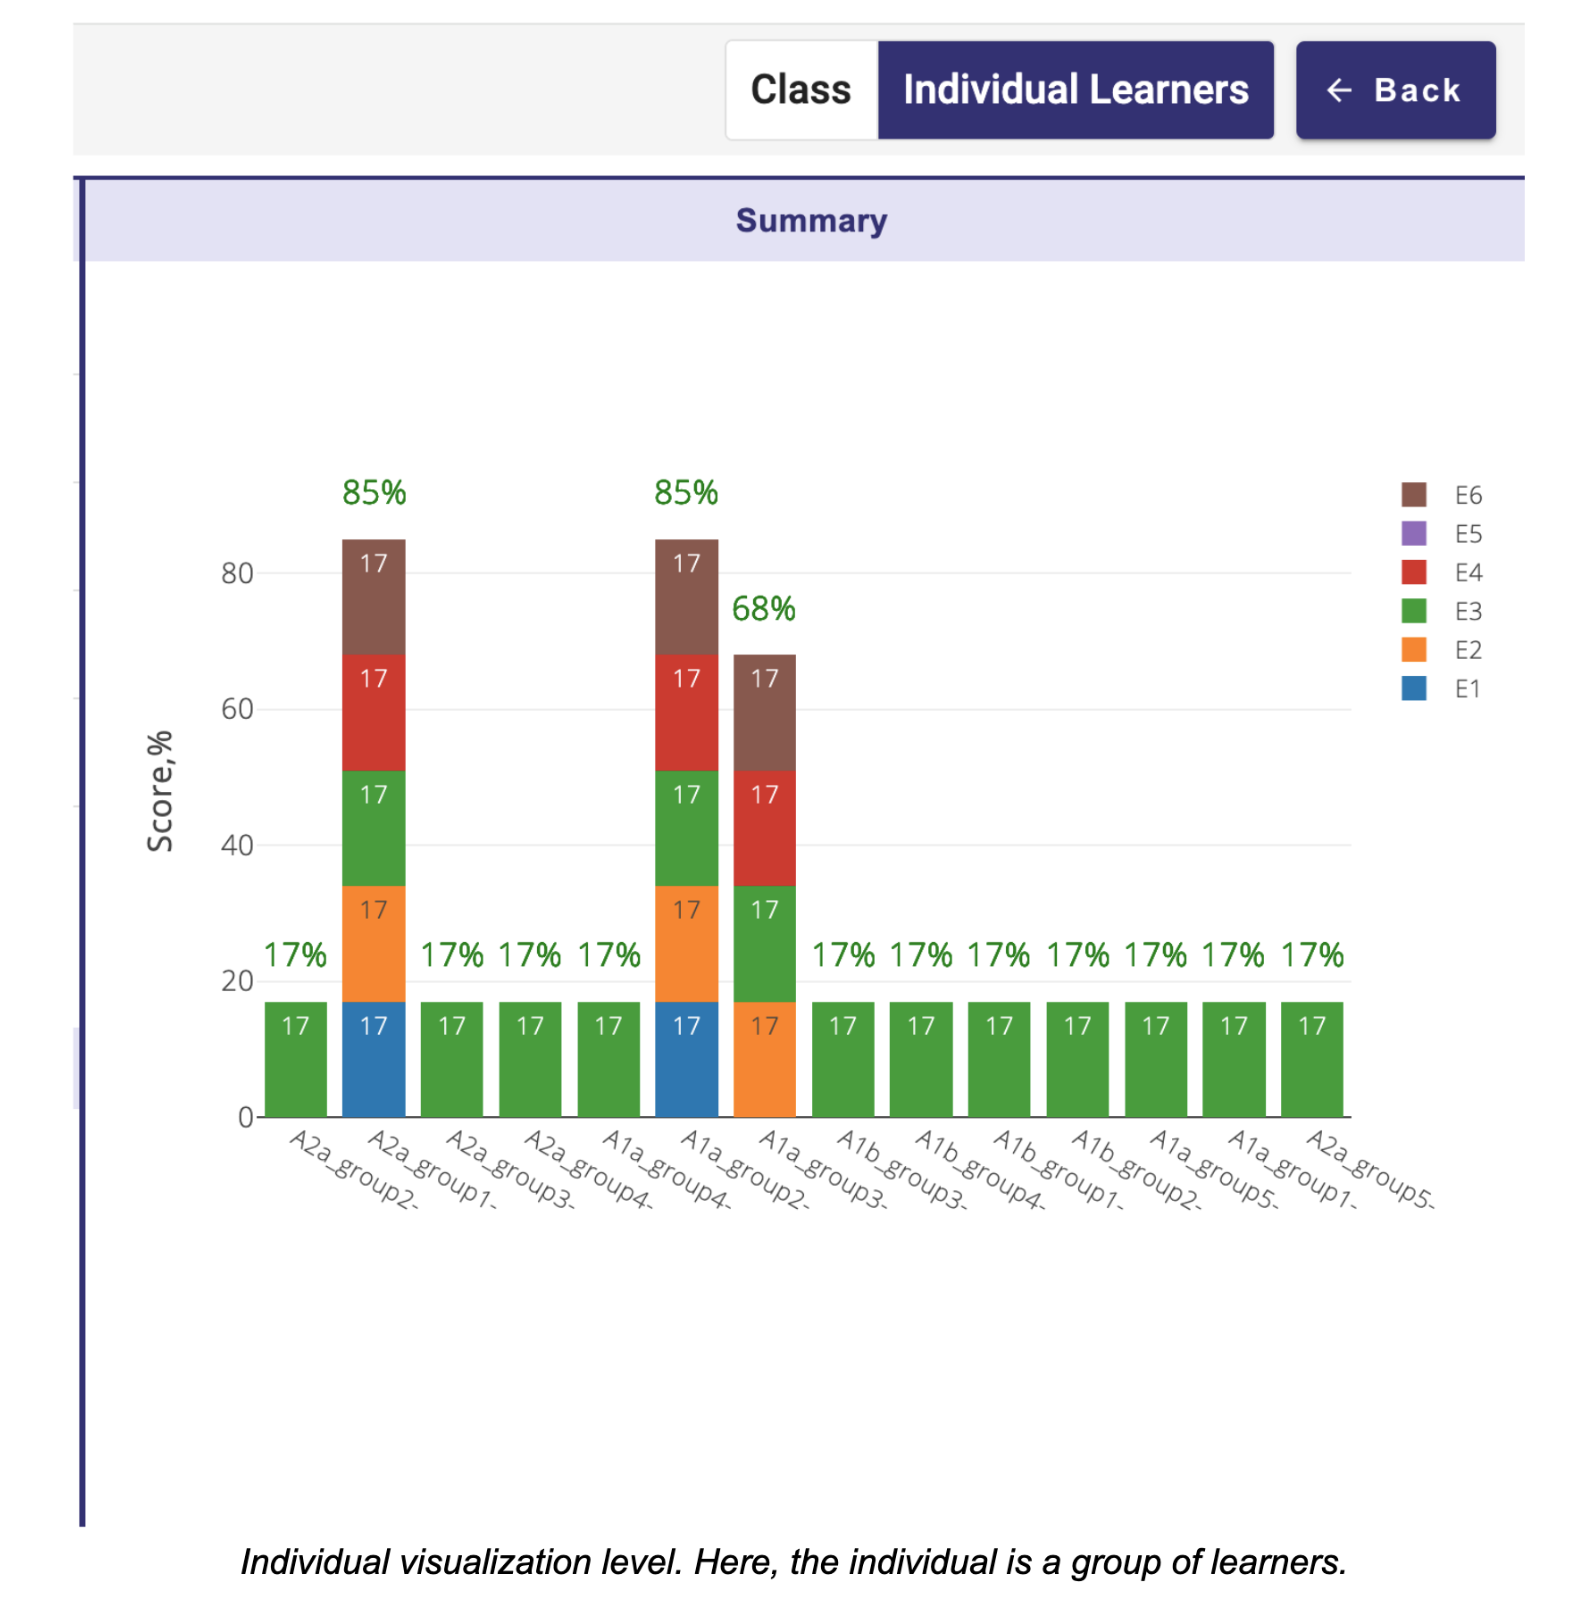 Class Individual Learners ← Back
Summary
85% 85%
17 17 E6
E5
80 E4
68% E3
17 17 17 E2
60 E1
Score,%
17 17 17
40
17 17 17
17% 17% 17% 17% 17% 17% 17% 17% 17% 17% 17%
20
17 17 17 17 17 17 17 17 17 17 17 17 17 17
0
A2a_group2- A2a_group1- A2a_group3- A2a_group4- A1a_group4- A1a_group2- A1a_group3- A1b_group3- A1b_group4- A1b_group1- A1b_group2- A1a_group5- A1a_group1- A2a_group5-
Individual visualization level. Here, the individual is a group of learners.